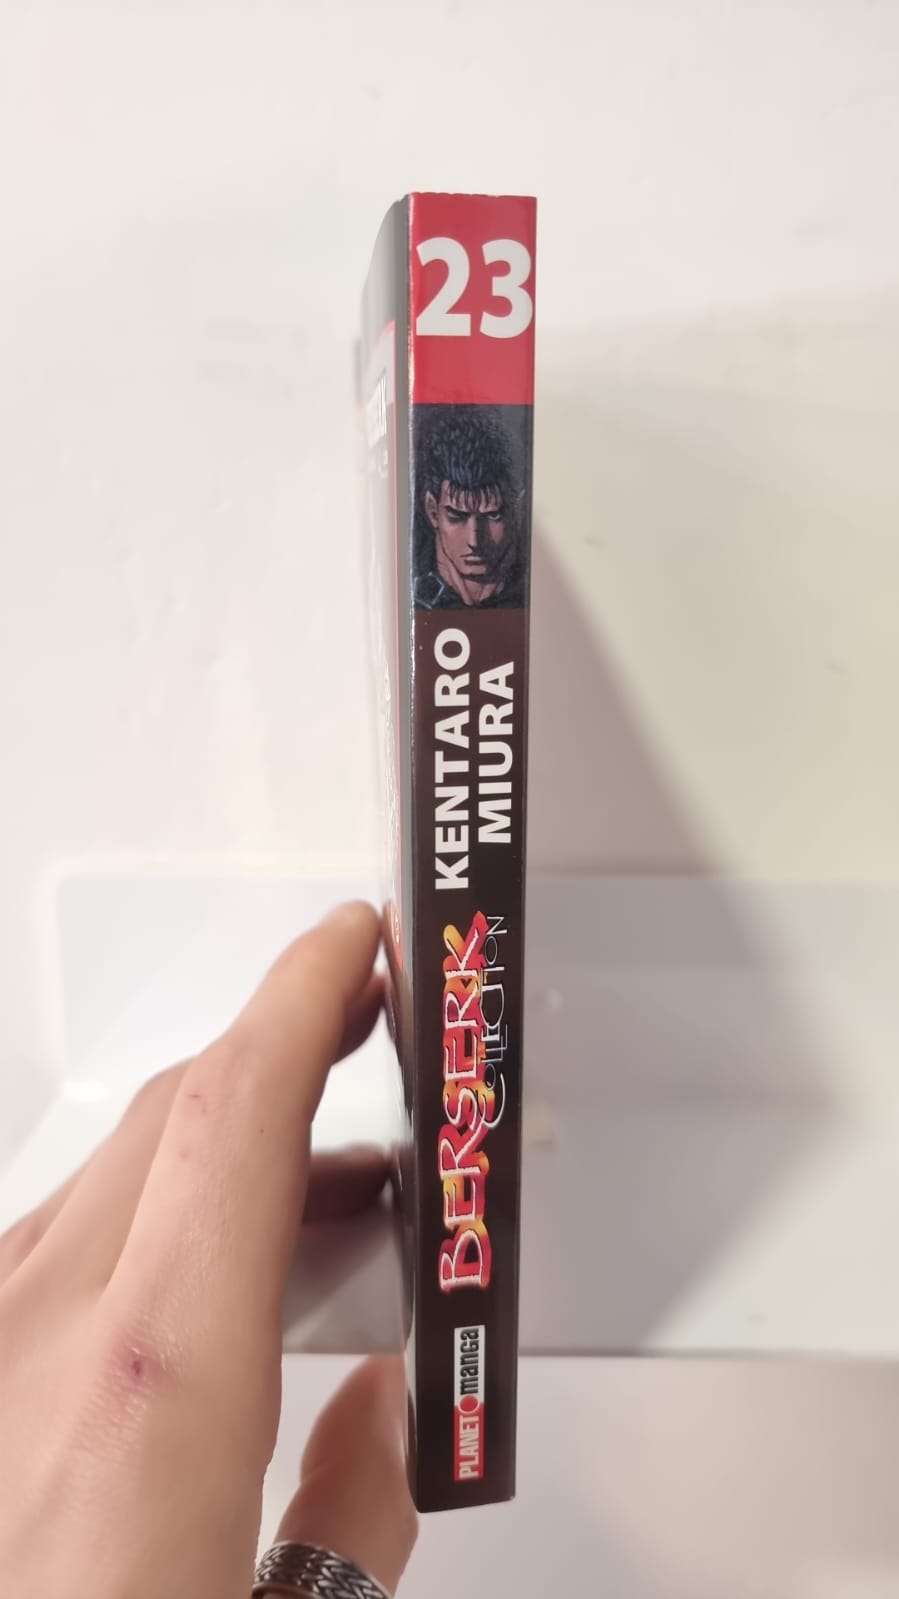 23
KENTARO
MIURA
BERSERK
COLLECTION
PLANET manga